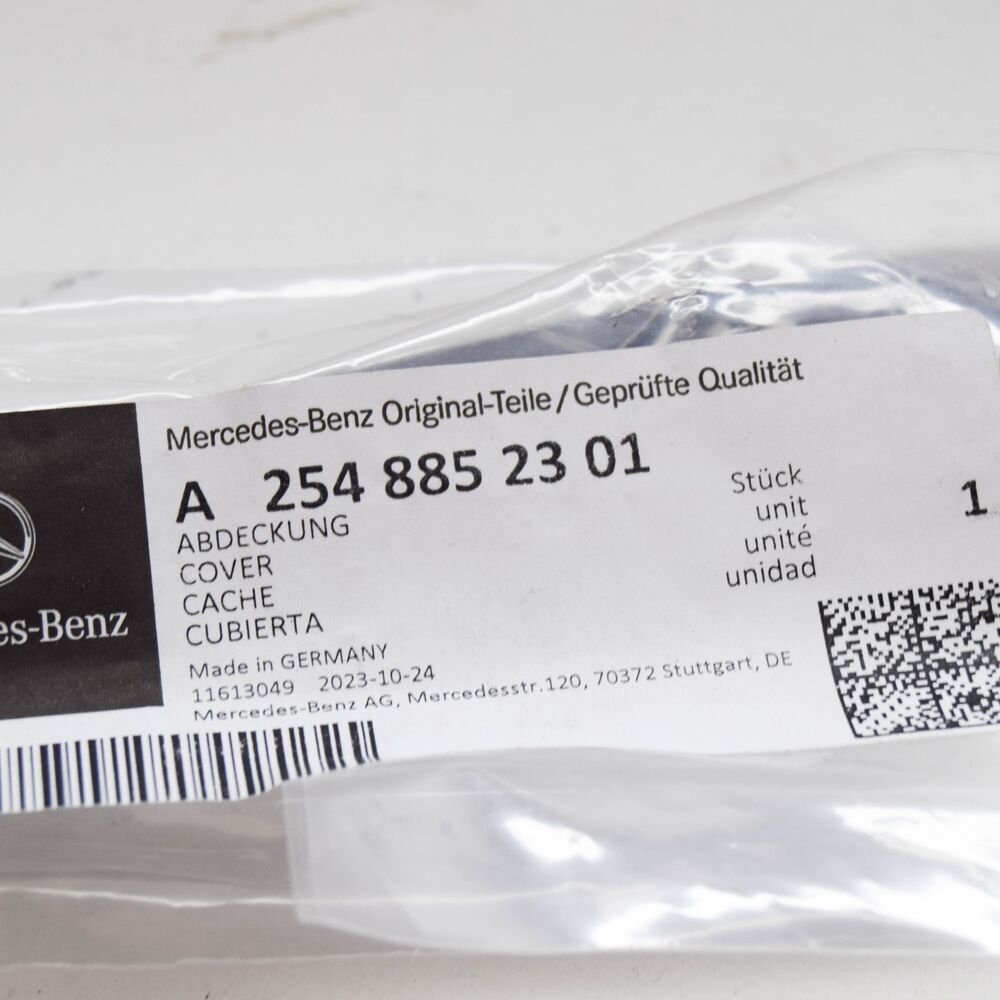 Mercedes-Benz Original-Teile/Geprüfte Qualität
A 254 885 23 01
ABDECKUNG
COVER
CACHE
CUBIERTA
Stück
unit
unité
unidad
1
Made in GERMANY
11613049 2023-10-24
Mercedes-Benz AG, Mercedesstr.120, 70372 Stuttgart, DE
es-Benz